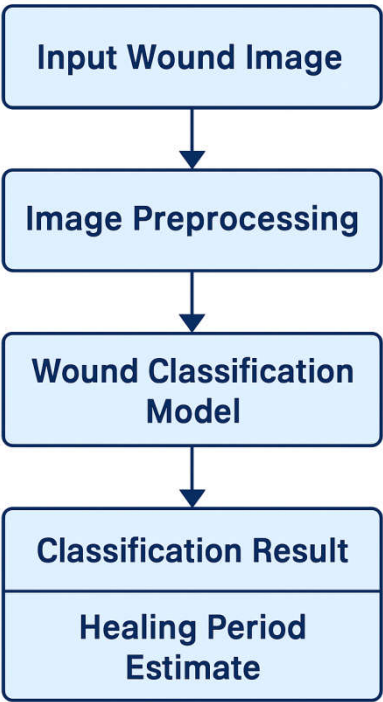 Input Wound Image
Image Preprocessing
Wound Classification
Model
Classification Result
Healing Period
Estimate